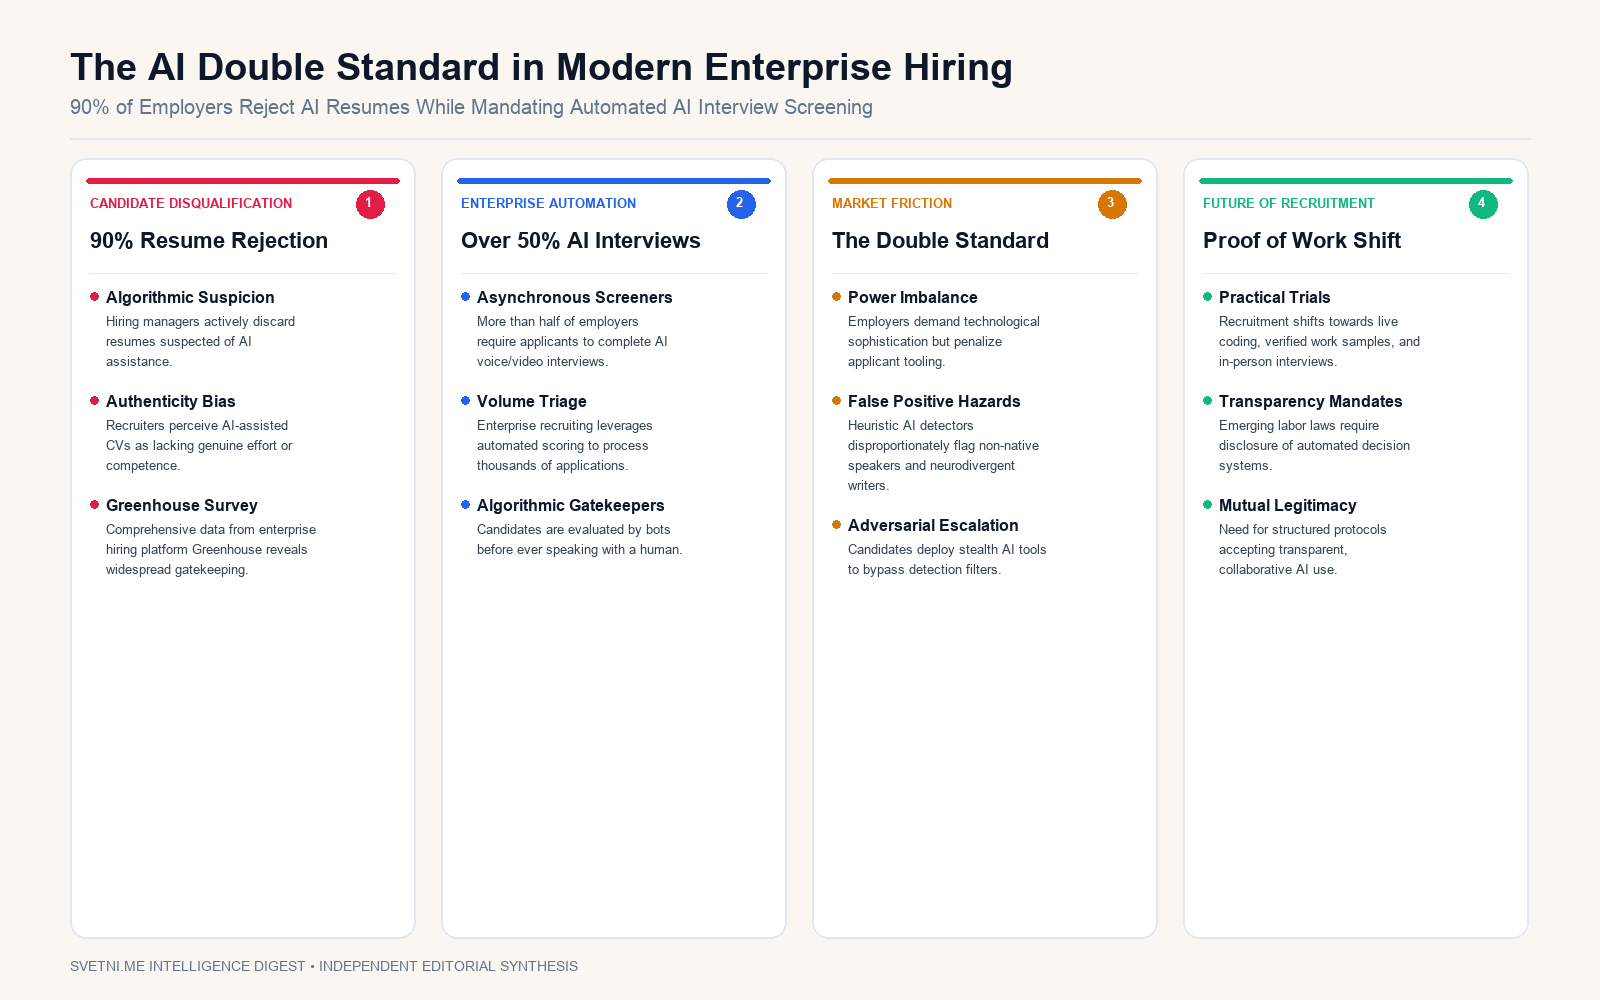 The AI Double Standard in Modern Enterprise Hiring
90% of Employers Reject AI Resumes While Mandating Automated AI Interview Screening
CANDIDATE DISQUALIFICATION
1
90% Resume Rejection
Algorithmic Suspicion
Hiring managers actively discard
resumes suspected of AI
assistance.
Authenticity Bias
Recruiters perceive AI-assisted
CVs as lacking genuine effort or
competence.
Greenhouse Survey
Comprehensive data from enterprise
hiring platform Greenhouse reveals
widespread gatekeeping.
ENTERPRISE AUTOMATION
2
Over 50% AI Interviews
Asynchronous Screeners
More than half of employers
require applicants to complete AI
voice/video interviews.
Volume Triage
Enterprise recruiting leverages
automated scoring to process
thousands of applications.
Algorithmic Gatekeepers
Candidates are evaluated by bots
before ever speaking with a human.
MARKET FRICTION
3
The Double Standard
Power Imbalance
Employers demand technological
sophistication but penalize
applicant tooling.
False Positive Hazards
Heuristic AI detectors
disproportionately flag non-native
speakers and neurodivergent
writers.
Adversarial Escalation
Candidates deploy stealth AI tools
to bypass detection filters.
FUTURE OF RECRUITMENT
4
Proof of Work Shift
Practical Trials
Recruitment shifts towards live
coding, verified work samples, and
in-person interviews.
Transparency Mandates
Emerging labor laws require
disclosure of automated decision
systems.
Mutual Legitimacy
Need for structured protocols
accepting transparent,
collaborative AI use.
SVETNI.ME INTELLIGENCE DIGEST • INDEPENDENT EDITORIAL SYNTHESIS